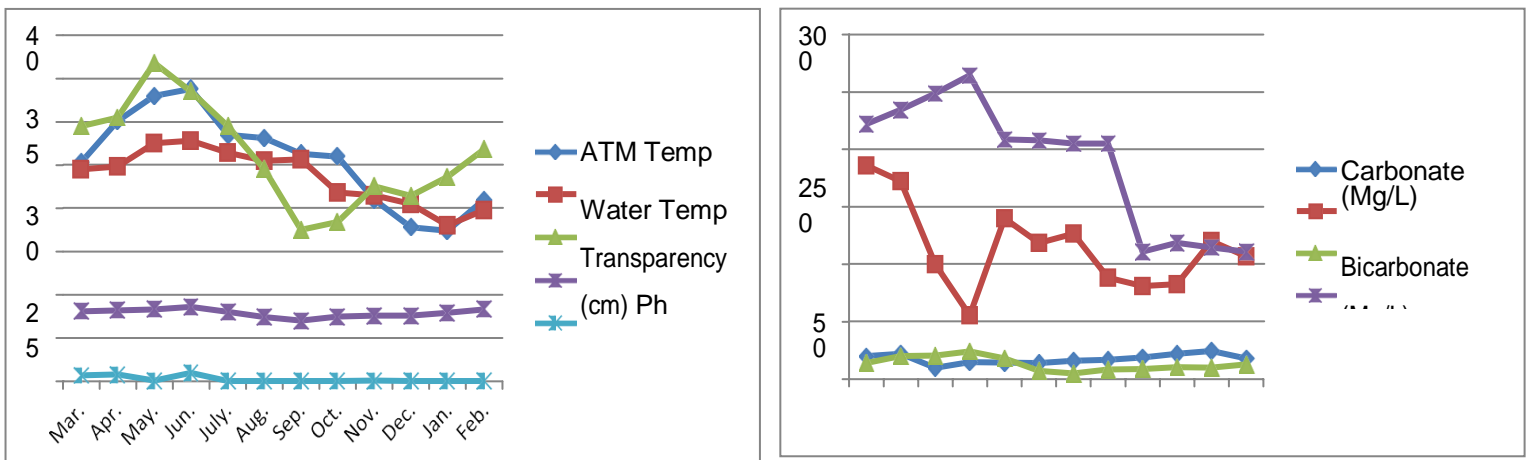 4
0
3
5
3
0
2
5
Mar.
Apr.
May.
Jun.
July.
Aug.
Sep.
Oct.
Nov.
Dec.
Jan.
Feb.
ATM Temp
Water Temp
Transparency
(cm) Ph
30
0
25
0
5
0
Carbonate
(Mg/L)
Bicarbonate